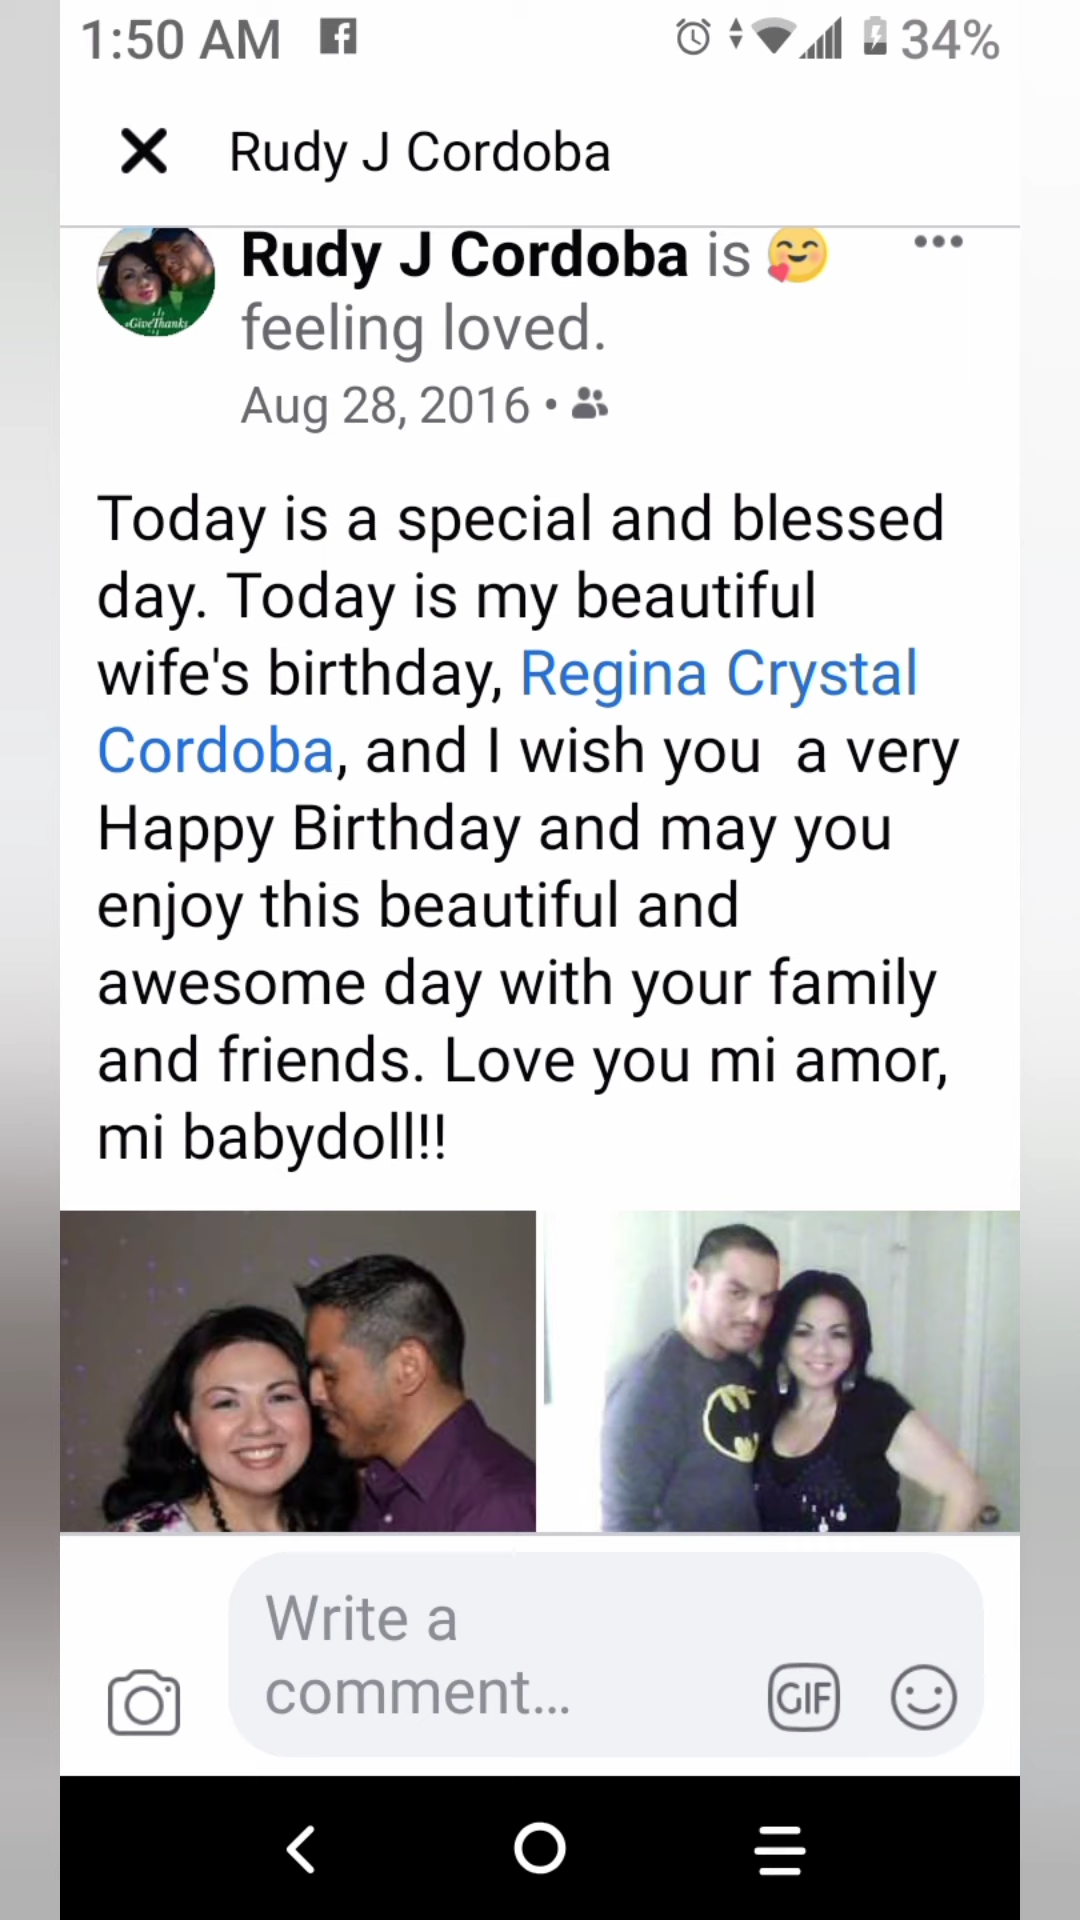 1:50 AM
34%
Rudy J Cordoba
Rudy J Cordoba is
feeling loved.
Aug 28, 2016 •
#GiveThanks
Today is a special and blessed
day. Today is my beautiful
wife's birthday, Regina Crystal
Cordoba, and I wish you  a very
Happy Birthday and may you
enjoy this beautiful and
awesome day with your family
and friends. Love you mi amor,
mi babydoll!!
Write a
comment...
GIF